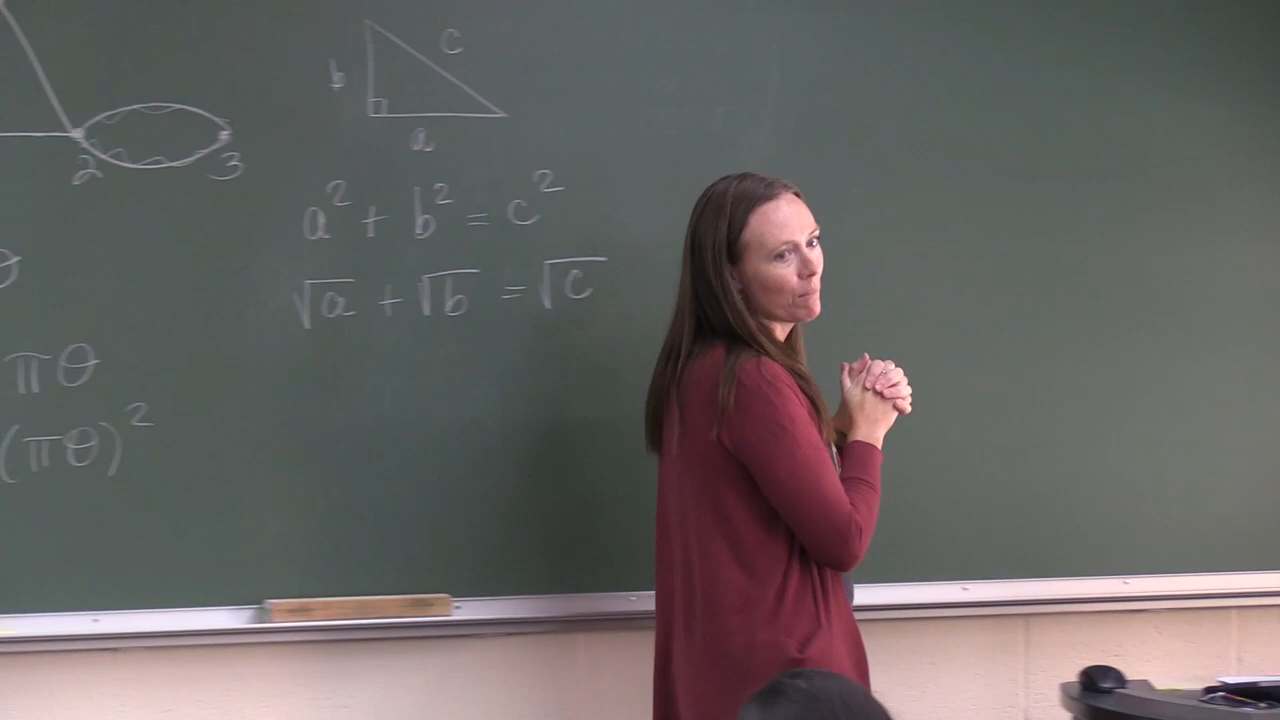 2 3
θ
πθ
(πθ)²
c
b
a
a² + b² = c²
√a + √b = √c